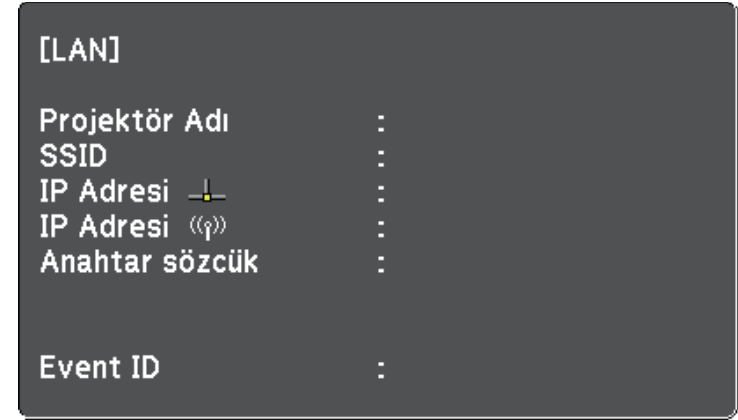 [LAN]
Projektör Adı :
SSID :
IP Adresi :
IP Adresi :
Anahtar sözcük :
Event ID :